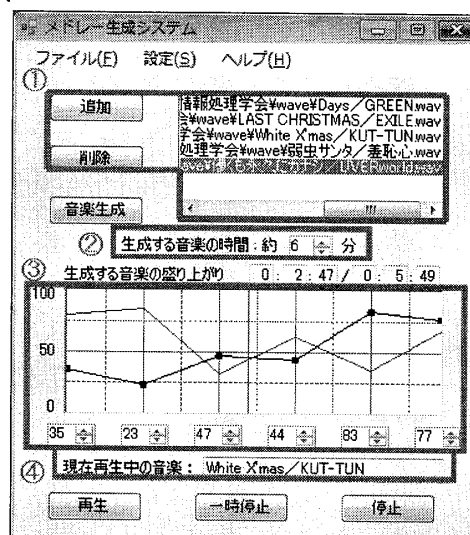 メドレー生成システム
ファイル(F) 設定(S) ヘルプ(H)
①
追加
削除
情報処理学会¥wave¥Days／GREEN.wav
会¥wave¥LAST CHRISTMAS／EXILE.wav
学会¥wave¥White X'mas／KUT-TUN.wav
処理学会¥wave¥弱虫サンタ／羞恥心.wav
音楽生成
② 生成する音楽の時間：約 6 分
③ 生成する音楽の盛り上がり 0 : 2 : 47 / 0 : 5 : 49
100
50
0
35 23 47 44 83 77
④ 現在再生中の音楽： White X'mas／KUT-TUN
再生 一時停止 停止